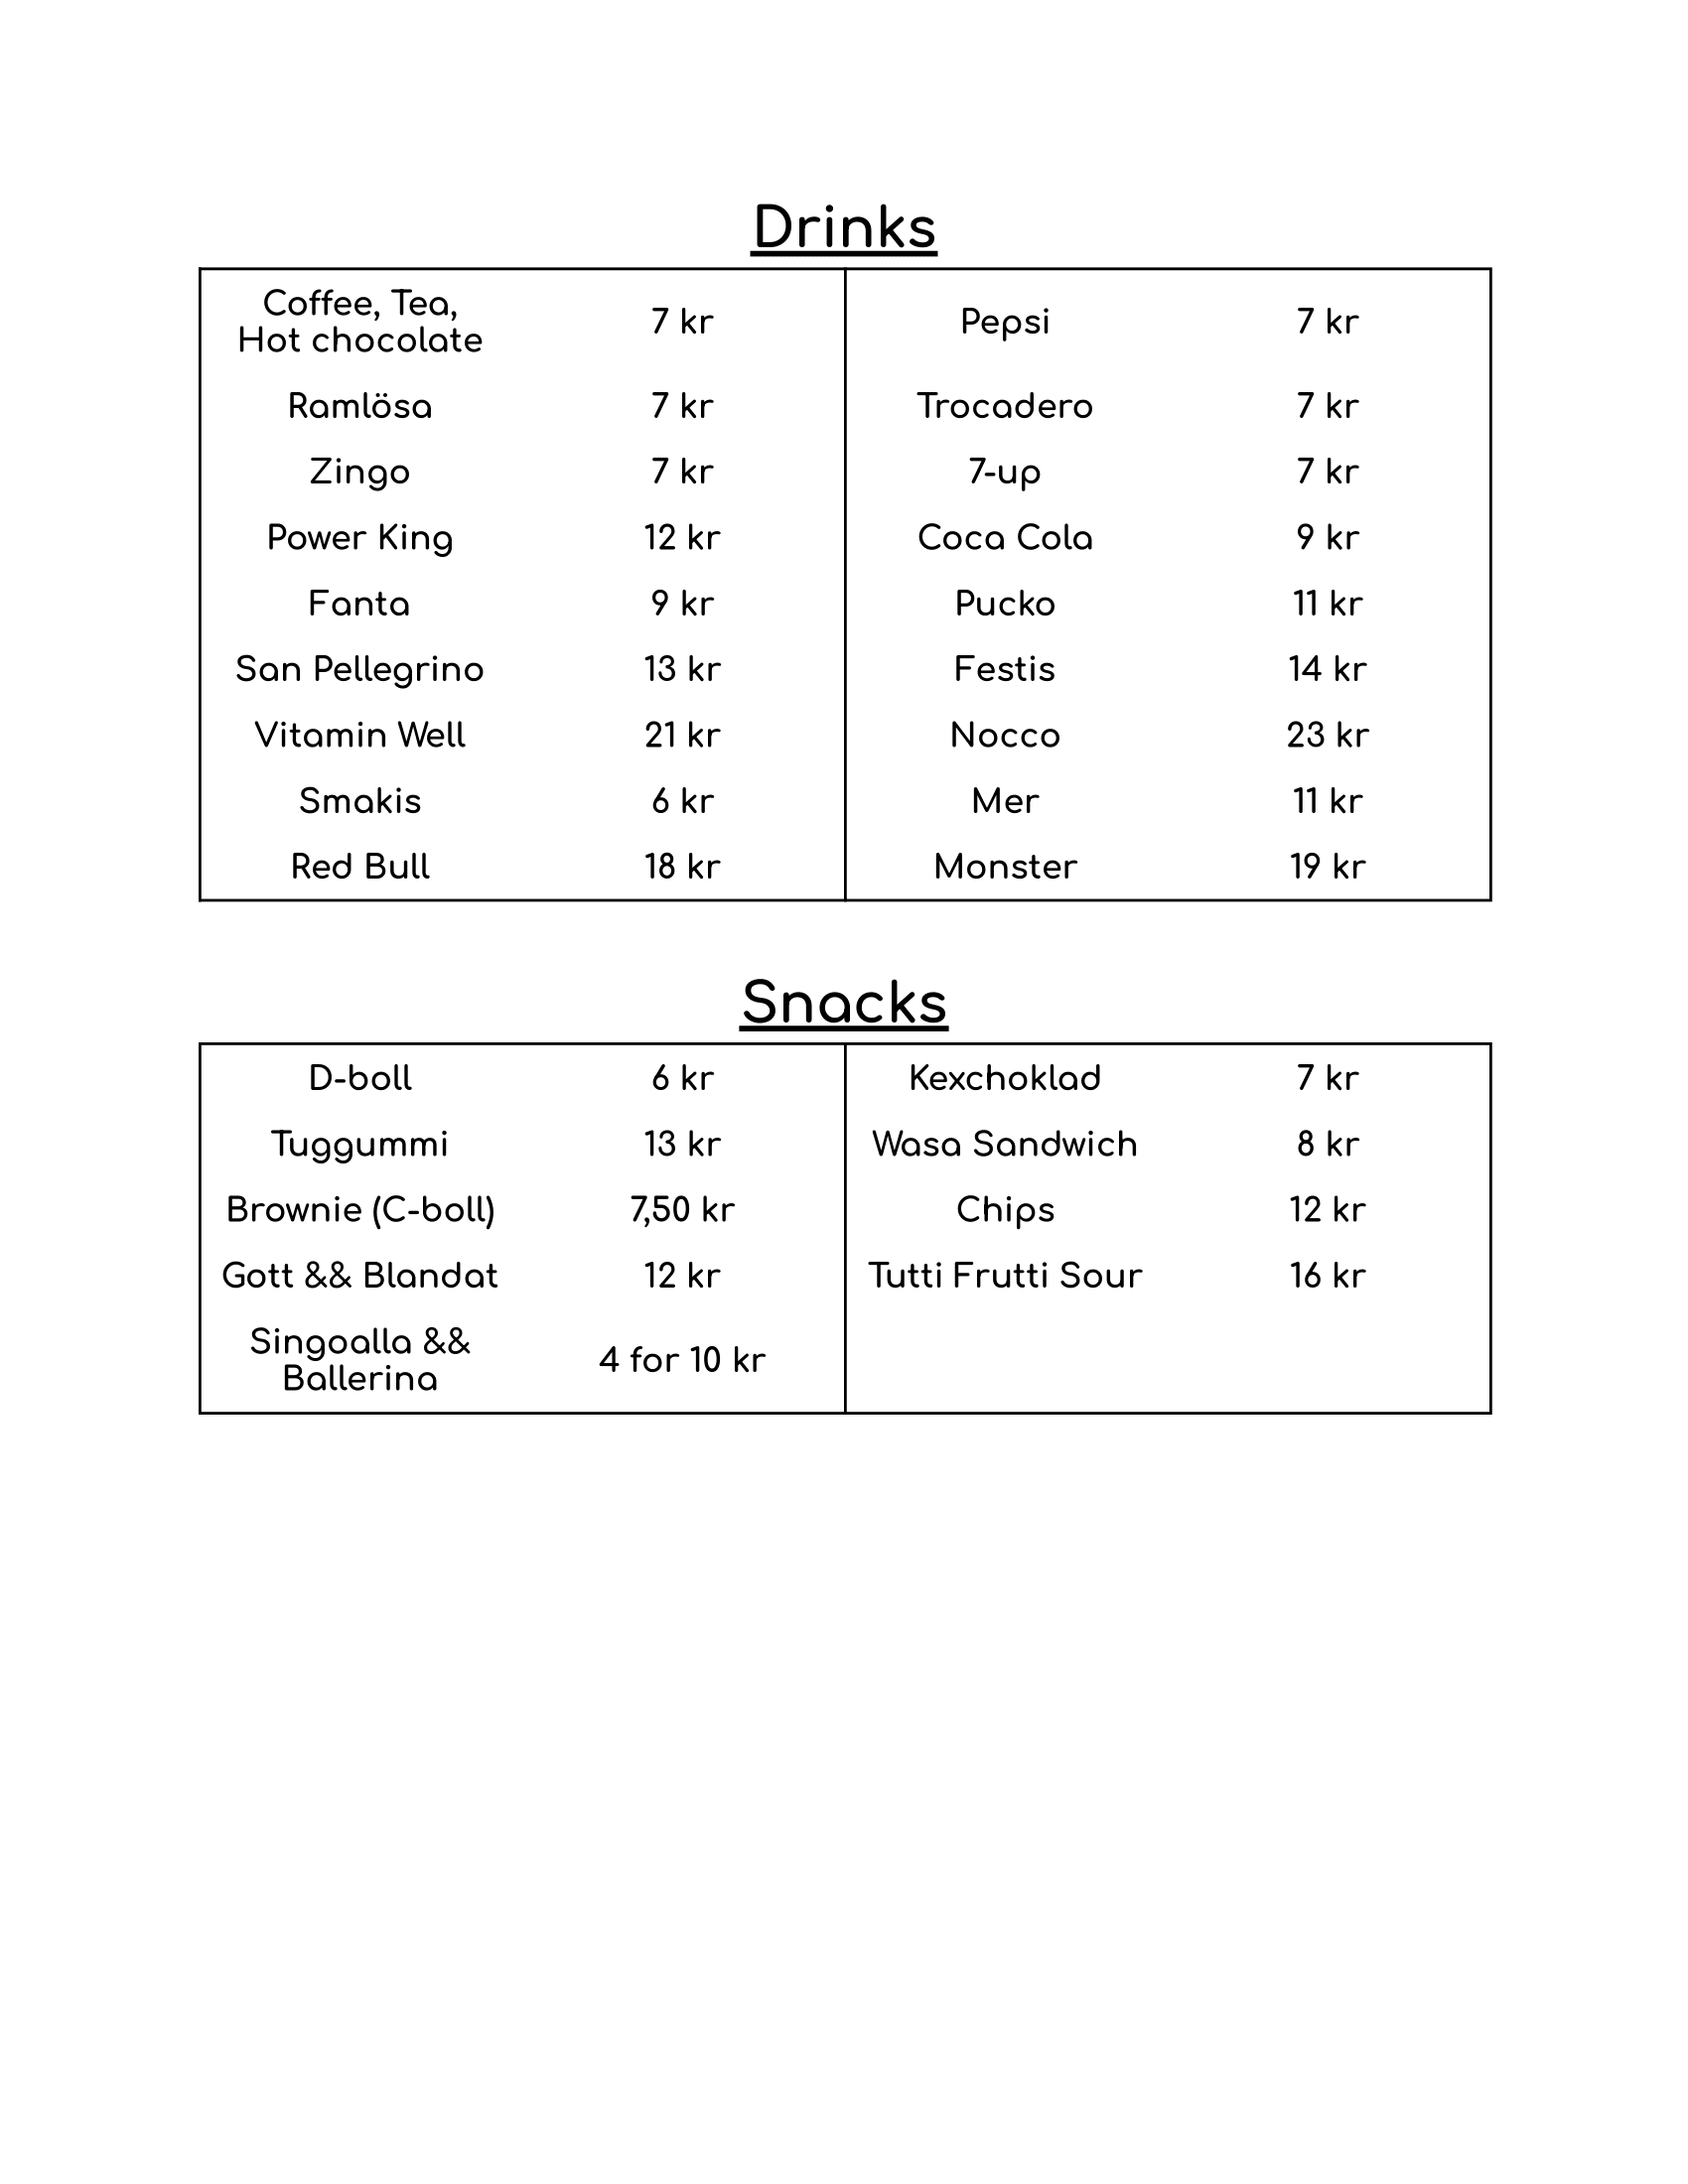 Drinks
Coffee, Tea,
Hot chocolate 7 kr Pepsi 7 kr
Ramlösa 7 kr Trocadero 7 kr
Zingo 7 kr 7-up 7 kr
Power King 12 kr Coca Cola 9 kr
Fanta 9 kr Pucko 11 kr
San Pellegrino 13 kr Festis 14 kr
Vitamin Well 21 kr Nocco 23 kr
Smakis 6 kr Mer 11 kr
Red Bull 18 kr Monster 19 kr
Snacks
D-boll 6 kr Kexchoklad 7 kr
Tuggummi 13 kr Wasa Sandwich 8 kr
Brownie (C-boll) 7,50 kr Chips 12 kr
Gott && Blandat 12 kr Tutti Frutti Sour 16 kr
Singoalla &&
Ballerina 4 for 10 kr